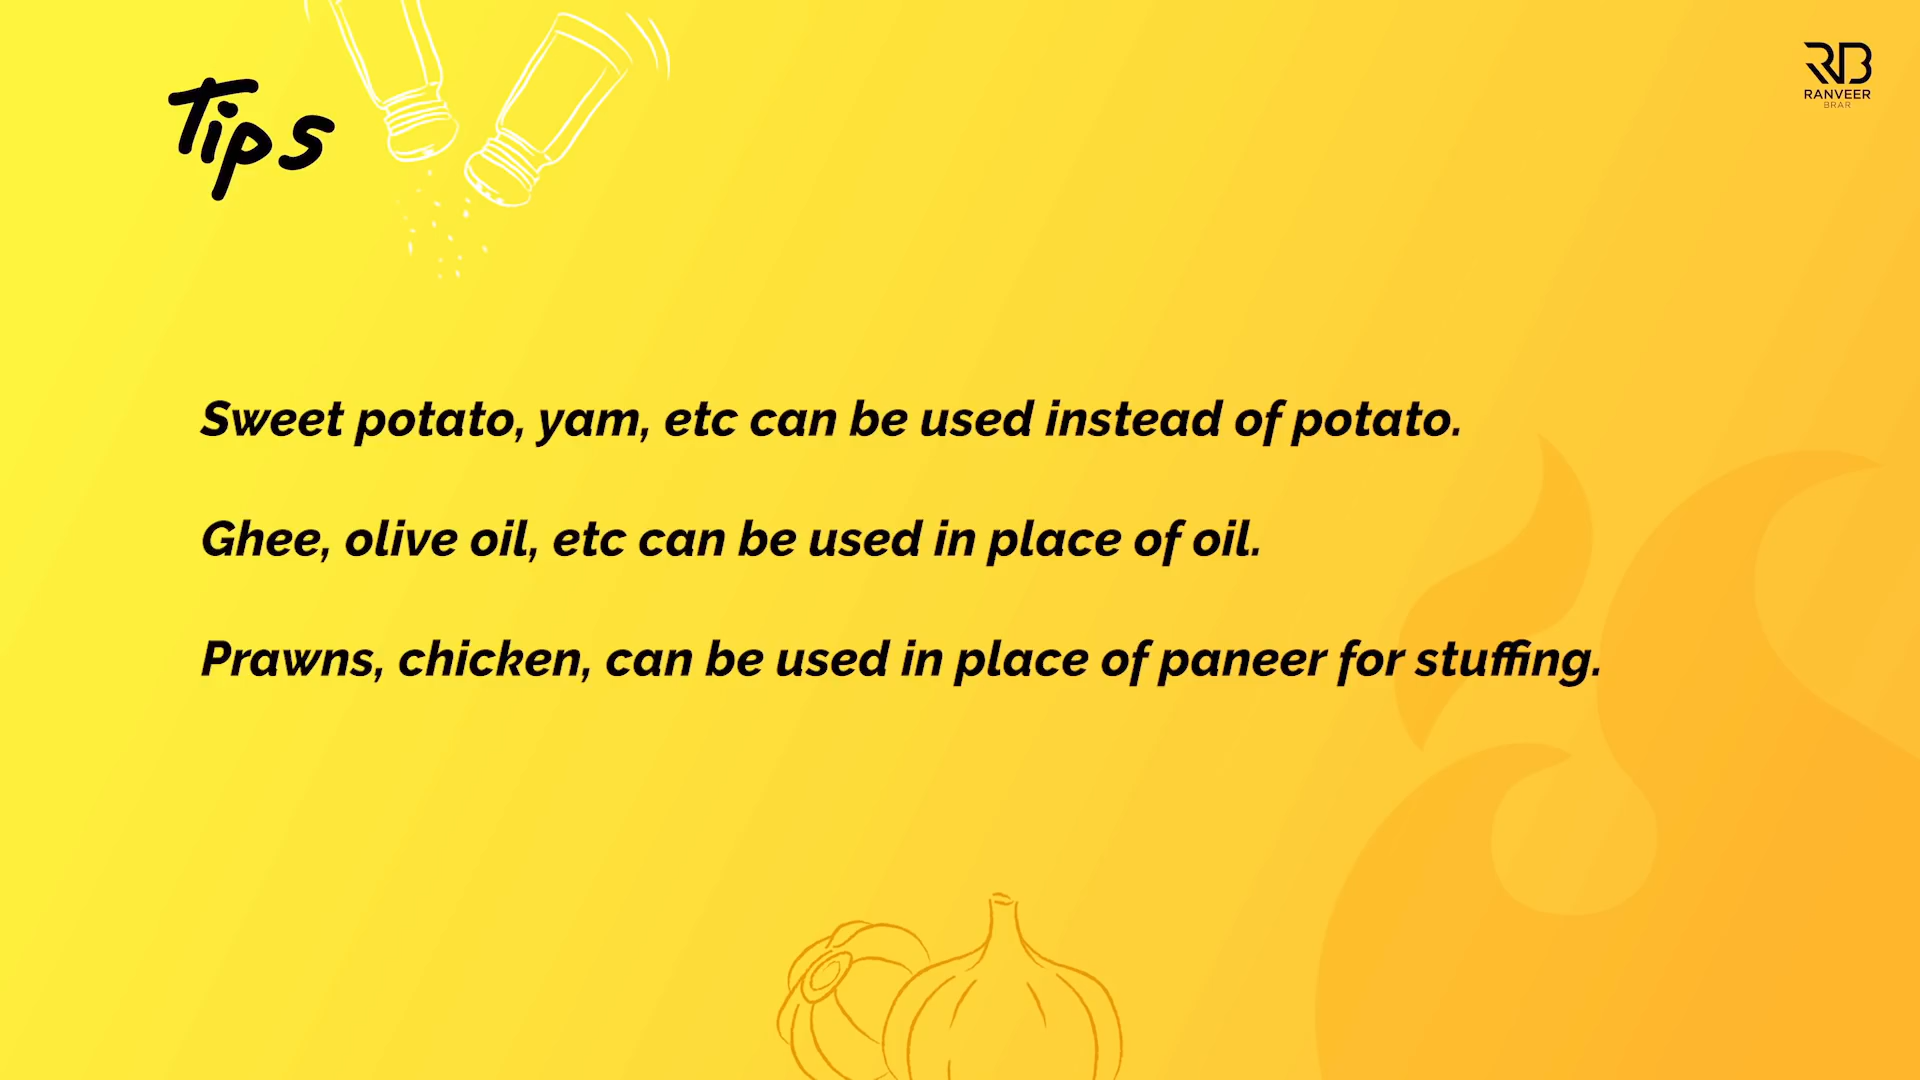 Tips
RANVEER
BRAR
Sweet potato, yam, etc can be used instead of potato.
Ghee, olive oil, etc can be used in place of oil.
Prawns, chicken, can be used in place of paneer for stuffing.